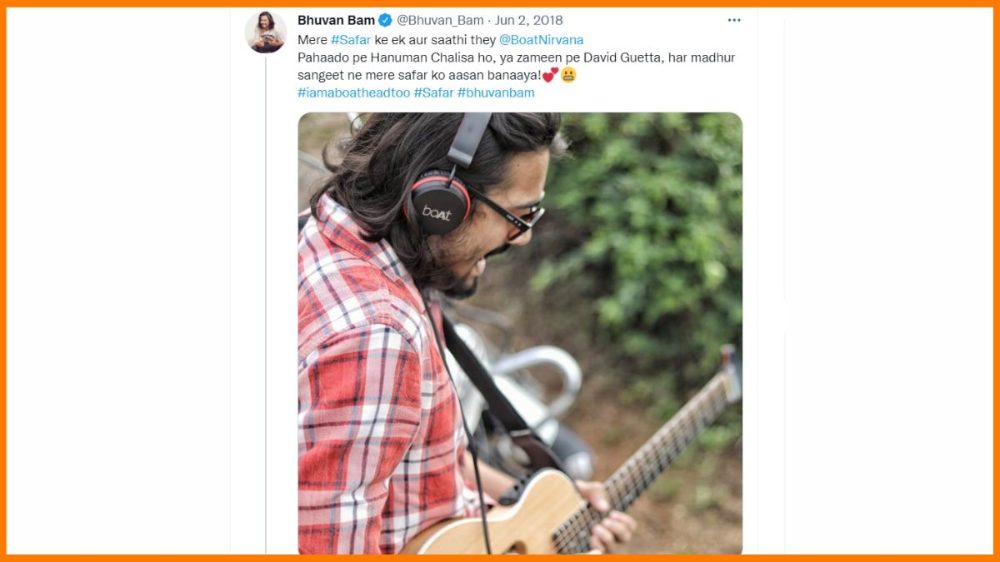 Bhuvan Bam @Bhuvan_Bam · Jun 2, 2018
Mere #Safar ke ek aur saathi they @BoatNirvana
Pahaado pe Hanuman Chalisa ho, ya zameen pe David Guetta, har madhur
sangeet ne mere safar ko aasan banaaya!💕😬
#iamaboatheadtoo #Safar #bhuvanbam
boAt